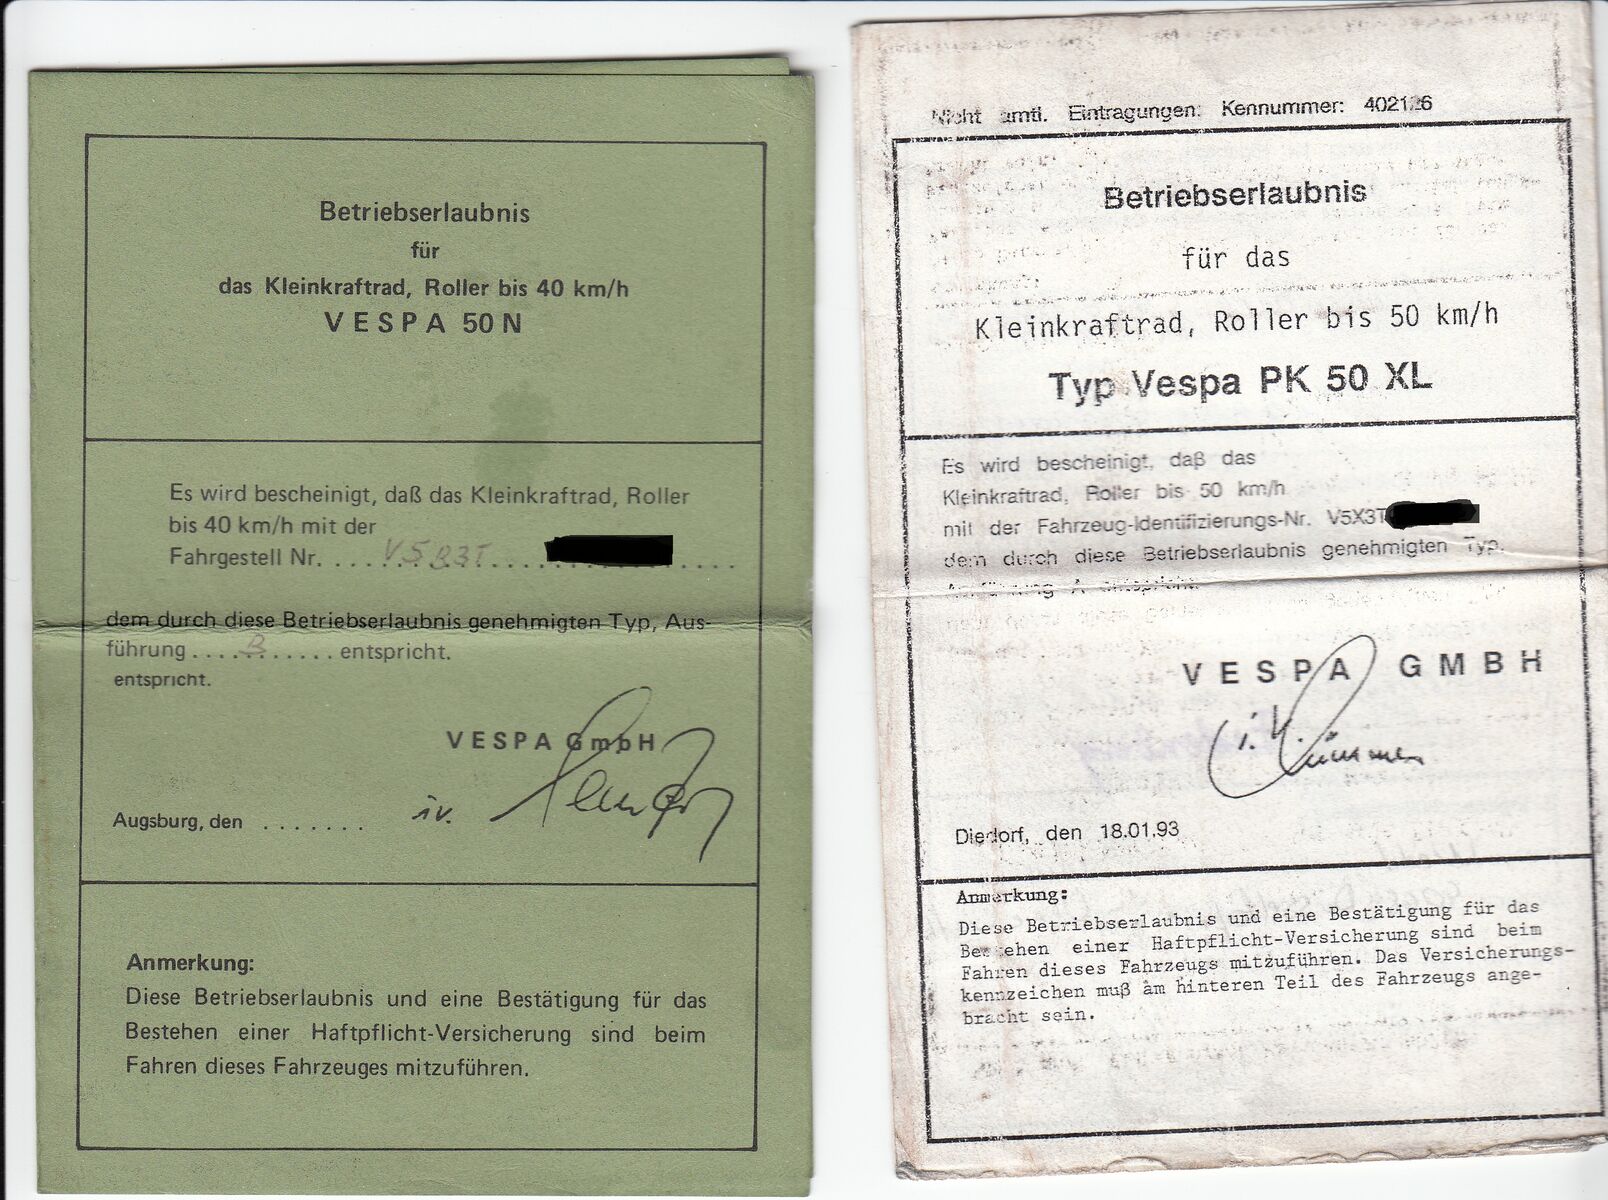 Betriebserlaubnis
für
das Kleinkraftrad, Roller bis 40 km/h
VESPA 50 N
Es wird bescheinigt, daß das Kleinkraftrad, Roller
bis 40 km/h mit der
Fahrgestell Nr. . . . . V5B3T . . . . . . . . . .
dem durch diese Betriebserlaubnis genehmigten Typ, Aus-
führung . . . . B . . . . . . entspricht.
entspricht.
VESPA GmbH
Augsburg, den . . . . . . . i.v.
Anmerkung:
Diese Betriebserlaubnis und eine Bestätigung für das
Bestehen einer Haftpflicht-Versicherung sind beim
Fahren dieses Fahrzeuges mitzuführen.
Nicht amtl. Eintragungen: Kennummer: 402126
Betriebserlaubnis
für das
Kleinkraftrad, Roller bis 50 km/h
Typ Vespa PK 50 XL
Es wird bescheinigt, daß das
Kleinkraftrad, Roller bis 50 km/h
mit der Fahrzeug-Identifizierungs-Nr. V5X3T
dem durch diese Betriebserlaubnis genehmigten Typ,
Ausführung A entspricht.
VESPA GMBH
i.V.
Diedorf, den 18.01.93
Anmerkung:
Diese Betriebserlaubnis und eine Bestätigung für das
Bestehen einer Haftpflicht-Versicherung sind beim
Fahren dieses Fahrzeugs mitzuführen. Das Versicherungs-
kennzeichen muß am hinteren Teil des Fahrzeugs ange-
bracht sein.